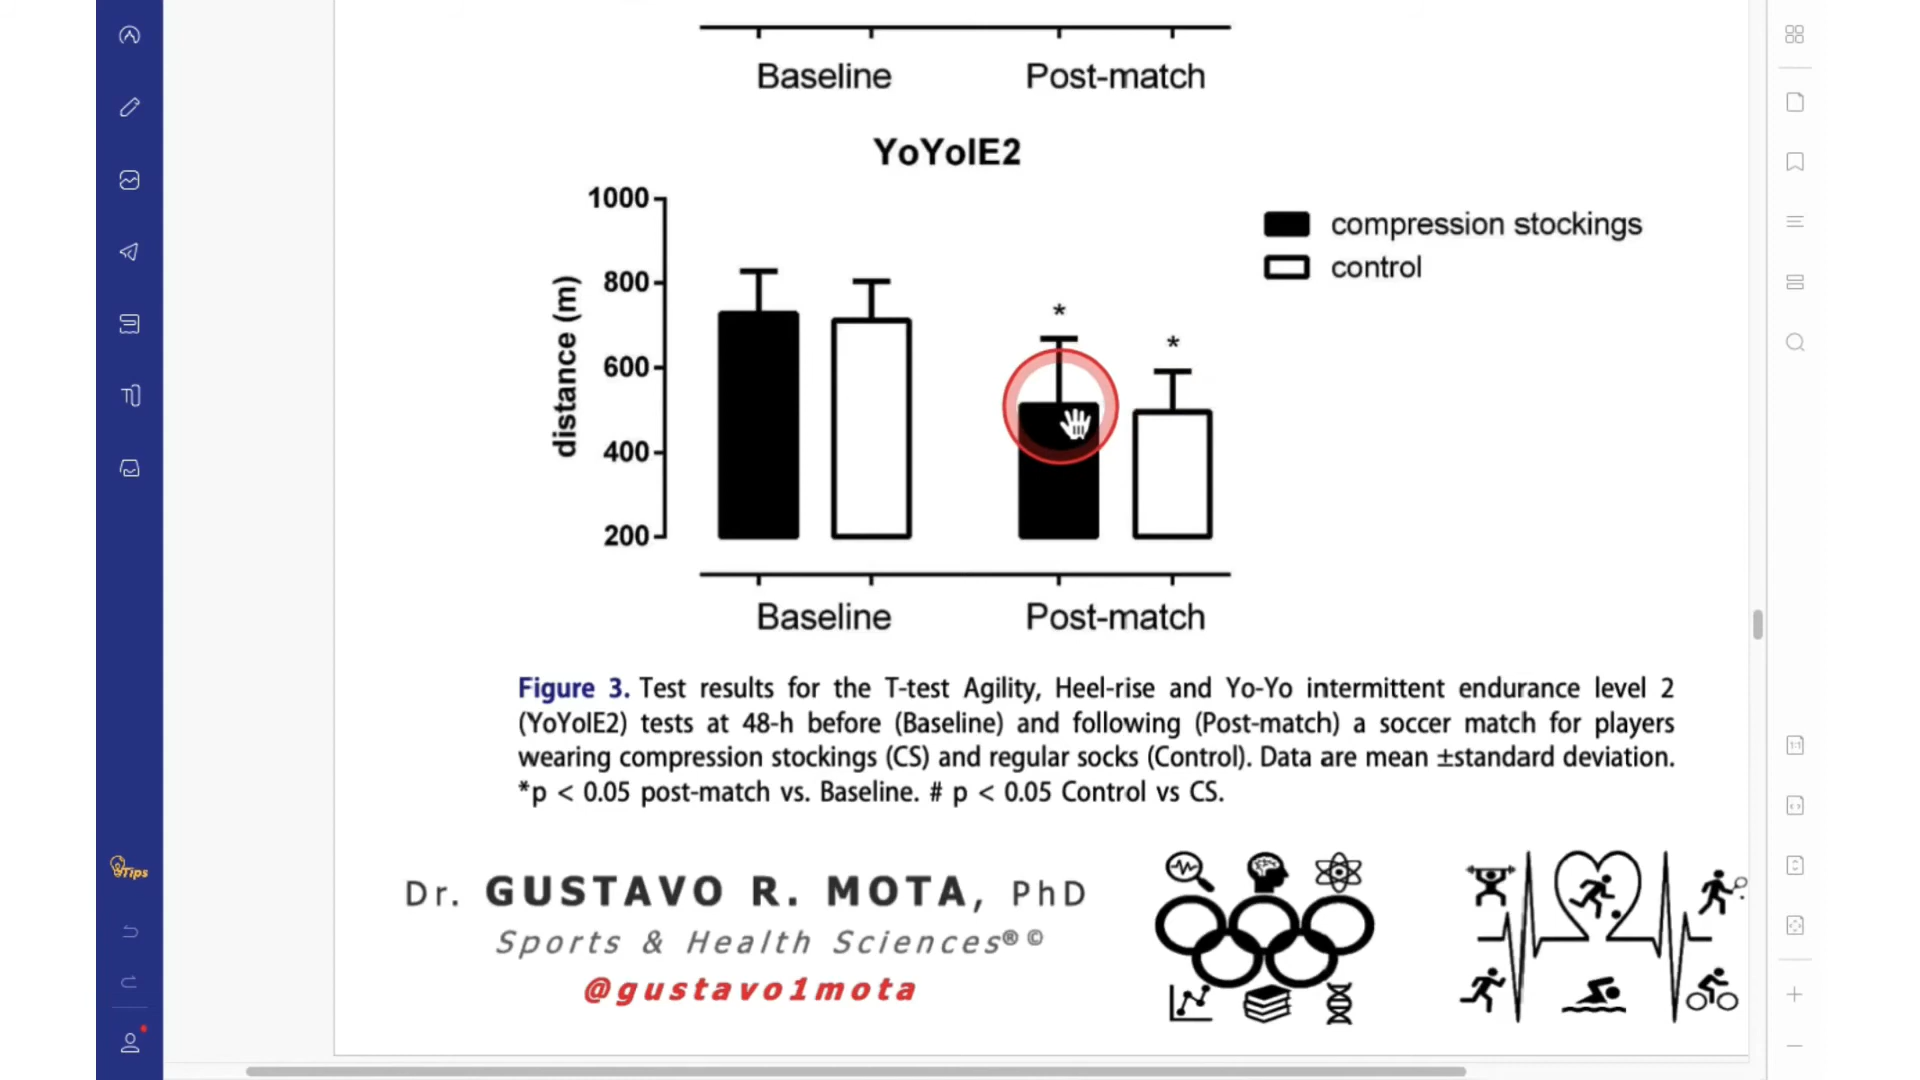 Baseline Post-match
YoYoIE2
1000
800
600
400
200
distance (m)
compression stockings
control
*
*
Baseline Post-match
Figure 3. Test results for the T-test Agility, Heel-rise and Yo-Yo intermittent endurance level 2
(YoYoIE2) tests at 48-h before (Baseline) and following (Post-match) a soccer match for players
wearing compression stockings (CS) and regular socks (Control). Data are mean ±standard deviation.
*p < 0.05 post-match vs. Baseline. # p < 0.05 Control vs CS.
Dr. GUSTAVO R. MOTA, PhD
Sports & Health Sciences®©
@gustavo1mota
Tips
1:1